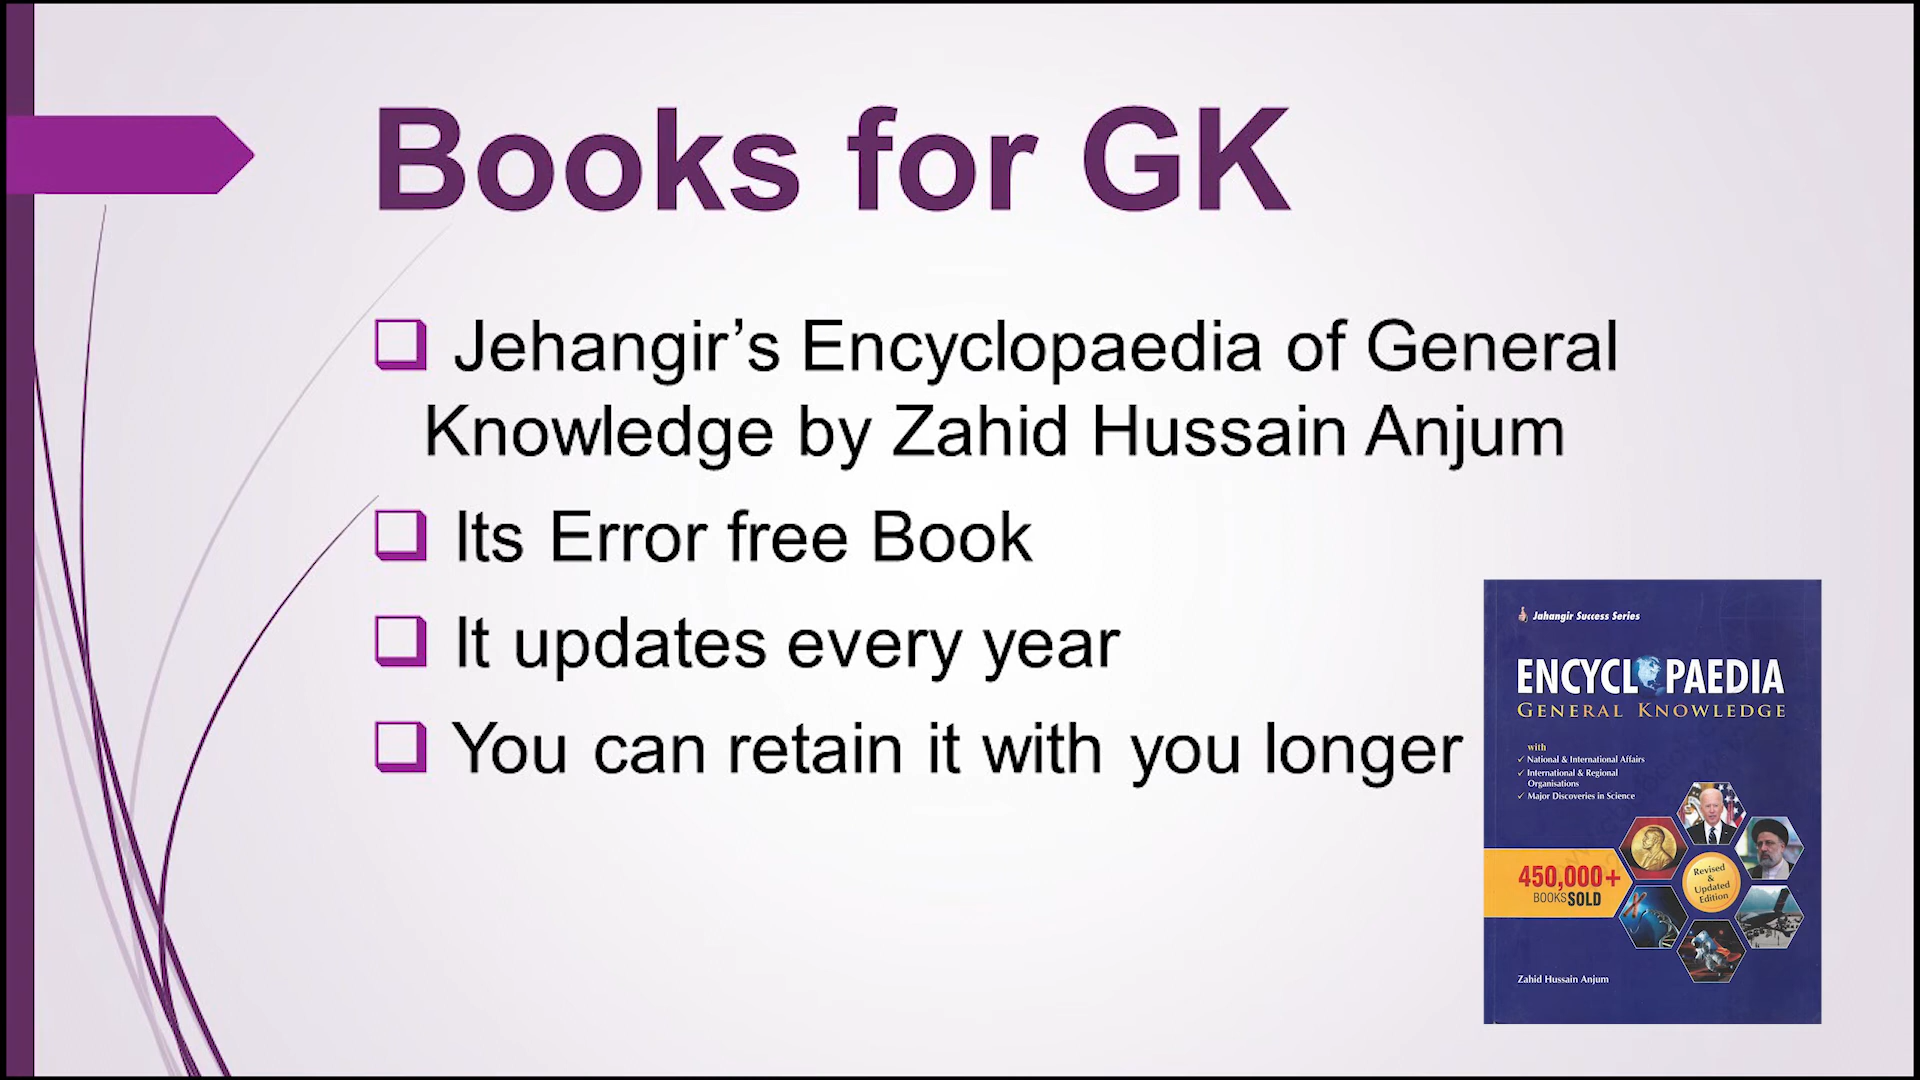 Books for GK
Jehangir’s Encyclopaedia of General
Knowledge by Zahid Hussain Anjum
Its Error free Book
It updates every year
You can retain it with you longer
Jahangir Success Series
ENCYCLOPAEDIA
GENERAL KNOWLEDGE
with
✓ National & International Affairs
✓ International & Regional
Organisations
✓ Major Discoveries in Science
450,000+
BOOKS SOLD
Revised
&
Updated
Edition
Zahid Hussain Anjum